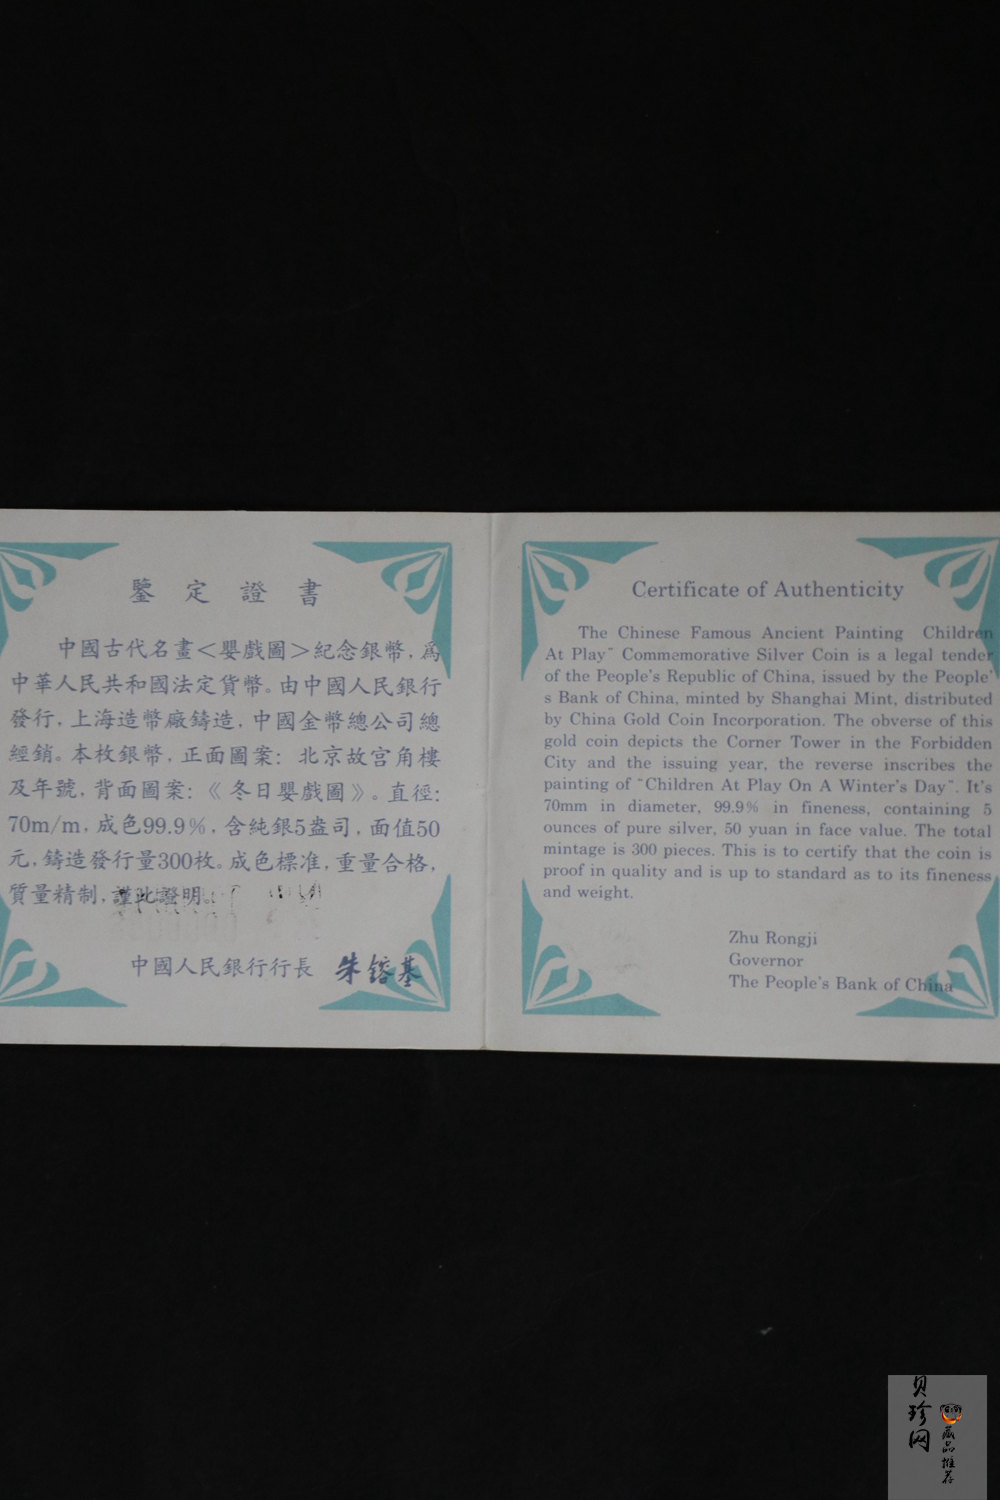 鑒定證書
中國古代名畫＜嬰戲圖＞紀念銀幣，爲
中華人民共和國法定貨幣。由中國人民銀行
發行，上海造幣廠鑄造，中國金幣總公司總
經銷。本枚銀幣，正面圖案：北京故宫角樓
及年號，背面圖案：《冬日嬰戲圖》。直徑：
70m/m，成色99.9%，含純銀5盎司，面值50
元，鑄造發行量300枚。成色標准，重量合格，
質量精制，謹此證明。
中國人民銀行行長 朱鎔基
Certificate of Authenticity
The Chinese Famous Ancient Painting Children
At Play" Commemorative Silver Coin is a legal tender
of the People's Republic of China, issued by the People'
s Bank of China, minted by Shanghai Mint, distributed
by China Gold Coin Incorporation. The obverse of this
gold coin depicts the Corner Tower in the Forbidden
City and the issuing year, the reverse inscribes the
painting of "Children At Play On A Winter's Day". It's
70mm in diameter, 99.9% in fineness, containing 5
ounces of pure silver, 50 yuan in face value. The total
mintage is 300 pieces. This is to certify that the coin is
proof in quality and is up to standard as to its fineness
and weight.
Zhu Rongji
Governor
The People's Bank of China
贝珍网
藏品推荐